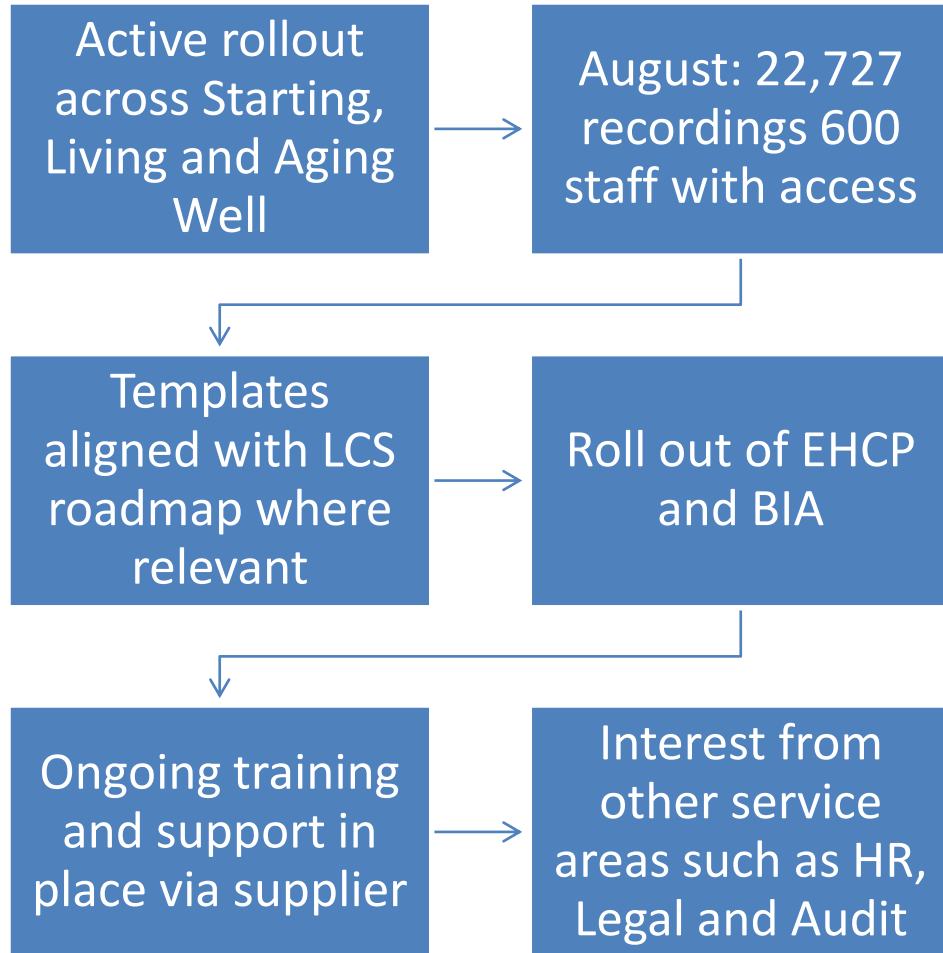 Active rollout
across Starting,
Living and Aging
Well
August: 22,727
recordings 600
staff with access
Templates
aligned with LCS
roadmap where
relevant
Roll out of EHCP
and BIA
Ongoing training
and support in
place via supplier
Interest from
other service
areas such as HR,
Legal and Audit